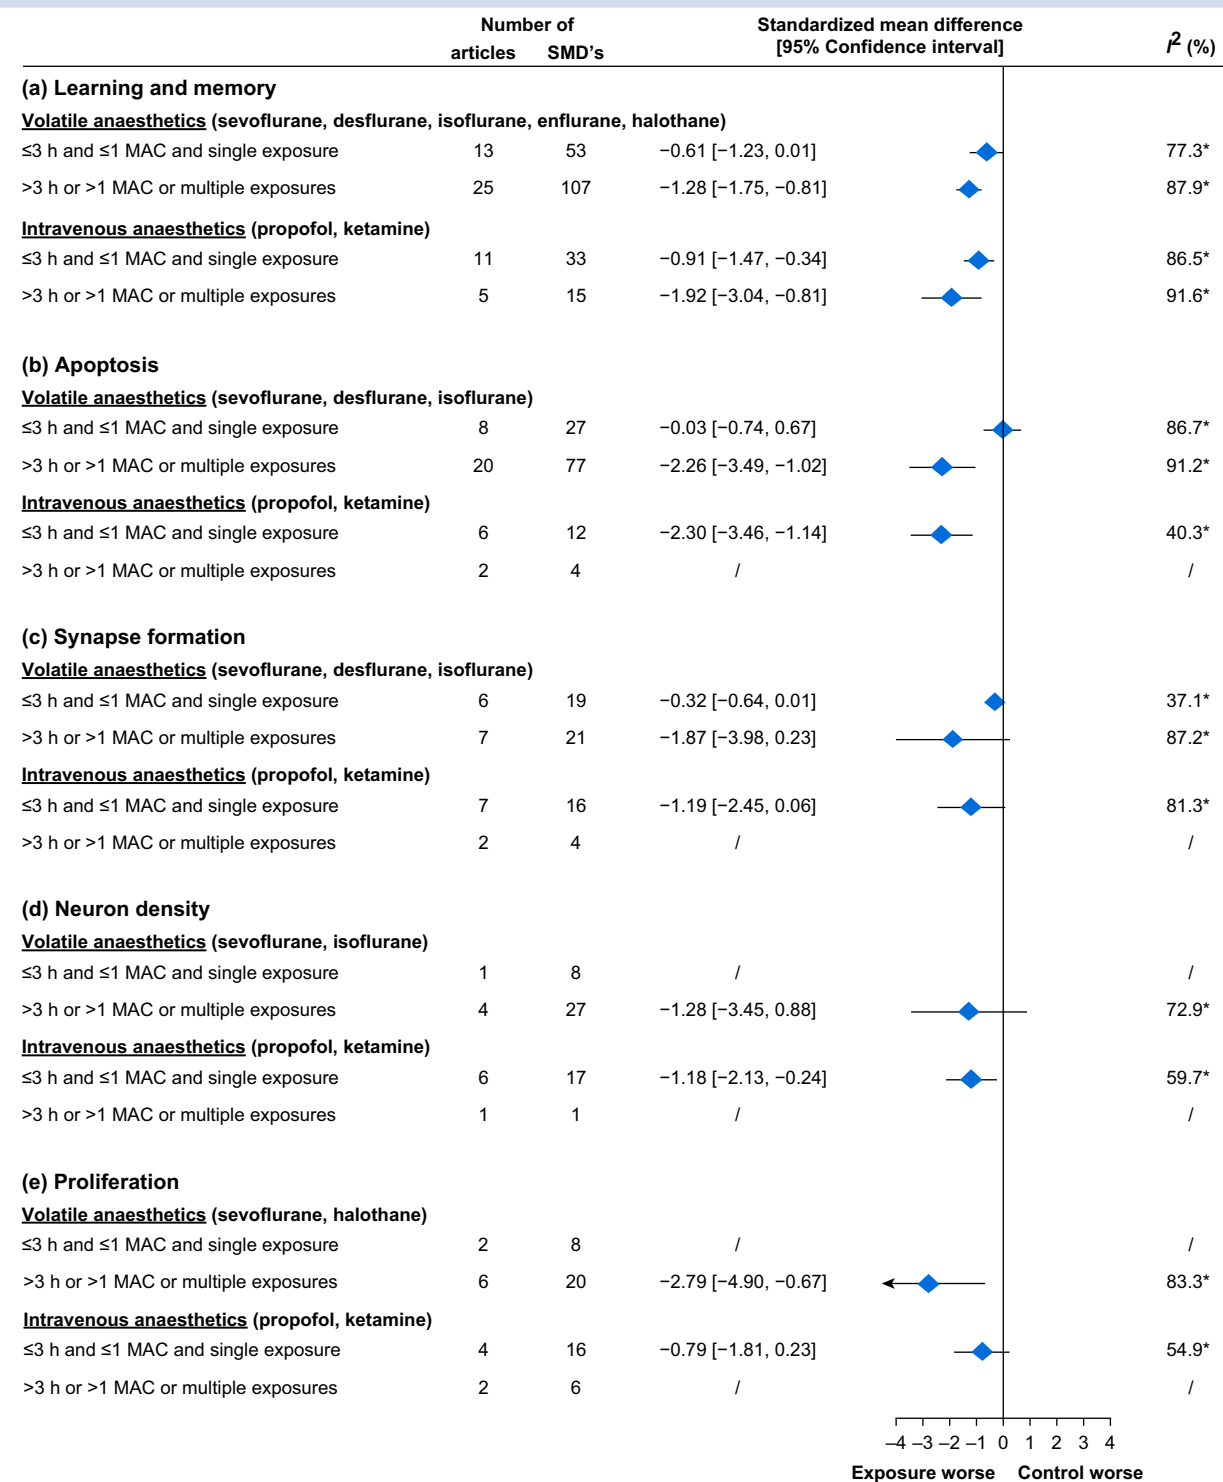 Number of
Standardized mean difference
articles SMD's [95% Confidence interval] I² (%)
(a) Learning and memory
Volatile anaesthetics (sevoflurane, desflurane, isoflurane, enflurane, halothane)
≤3 h and ≤1 MAC and single exposure 13 53 −0.61 [−1.23, 0.01] 77.3*
>3 h or >1 MAC or multiple exposures 25 107 −1.28 [−1.75, −0.81] 87.9*
Intravenous anaesthetics (propofol, ketamine)
≤3 h and ≤1 MAC and single exposure 11 33 −0.91 [−1.47, −0.34] 86.5*
>3 h or >1 MAC or multiple exposures 5 15 −1.92 [−3.04, −0.81] 91.6*
(b) Apoptosis
Volatile anaesthetics (sevoflurane, desflurane, isoflurane)
≤3 h and ≤1 MAC and single exposure 8 27 −0.03 [−0.74, 0.67] 86.7*
>3 h or >1 MAC or multiple exposures 20 77 −2.26 [−3.49, −1.02] 91.2*
Intravenous anaesthetics (propofol, ketamine)
≤3 h and ≤1 MAC and single exposure 6 12 −2.30 [−3.46, −1.14] 40.3*
>3 h or >1 MAC or multiple exposures 2 4 / /
(c) Synapse formation
Volatile anaesthetics (sevoflurane, desflurane, isoflurane)
≤3 h and ≤1 MAC and single exposure 6 19 −0.32 [−0.64, 0.01] 37.1*
>3 h or >1 MAC or multiple exposures 7 21 −1.87 [−3.98, 0.23] 87.2*
Intravenous anaesthetics (propofol, ketamine)
≤3 h and ≤1 MAC and single exposure 7 16 −1.19 [−2.45, 0.06] 81.3*
>3 h or >1 MAC or multiple exposures 2 4 / /
(d) Neuron density
Volatile anaesthetics (sevoflurane, isoflurane)
≤3 h and ≤1 MAC and single exposure 1 8 / /
>3 h or >1 MAC or multiple exposures 4 27 −1.28 [−3.45, 0.88] 72.9*
Intravenous anaesthetics (propofol, ketamine)
≤3 h and ≤1 MAC and single exposure 6 17 −1.18 [−2.13, −0.24] 59.7*
>3 h or >1 MAC or multiple exposures 1 1 / /
(e) Proliferation
Volatile anaesthetics (sevoflurane, halothane)
≤3 h and ≤1 MAC and single exposure 2 8 / /
>3 h or >1 MAC or multiple exposures 6 20 −2.79 [−4.90, −0.67] 83.3*
Intravenous anaesthetics (propofol, ketamine)
≤3 h and ≤1 MAC and single exposure 4 16 −0.79 [−1.81, 0.23] 54.9*
>3 h or >1 MAC or multiple exposures 2 6 / /
–4 –3 –2 –1 0 1 2 3 4
Exposure worse Control worse